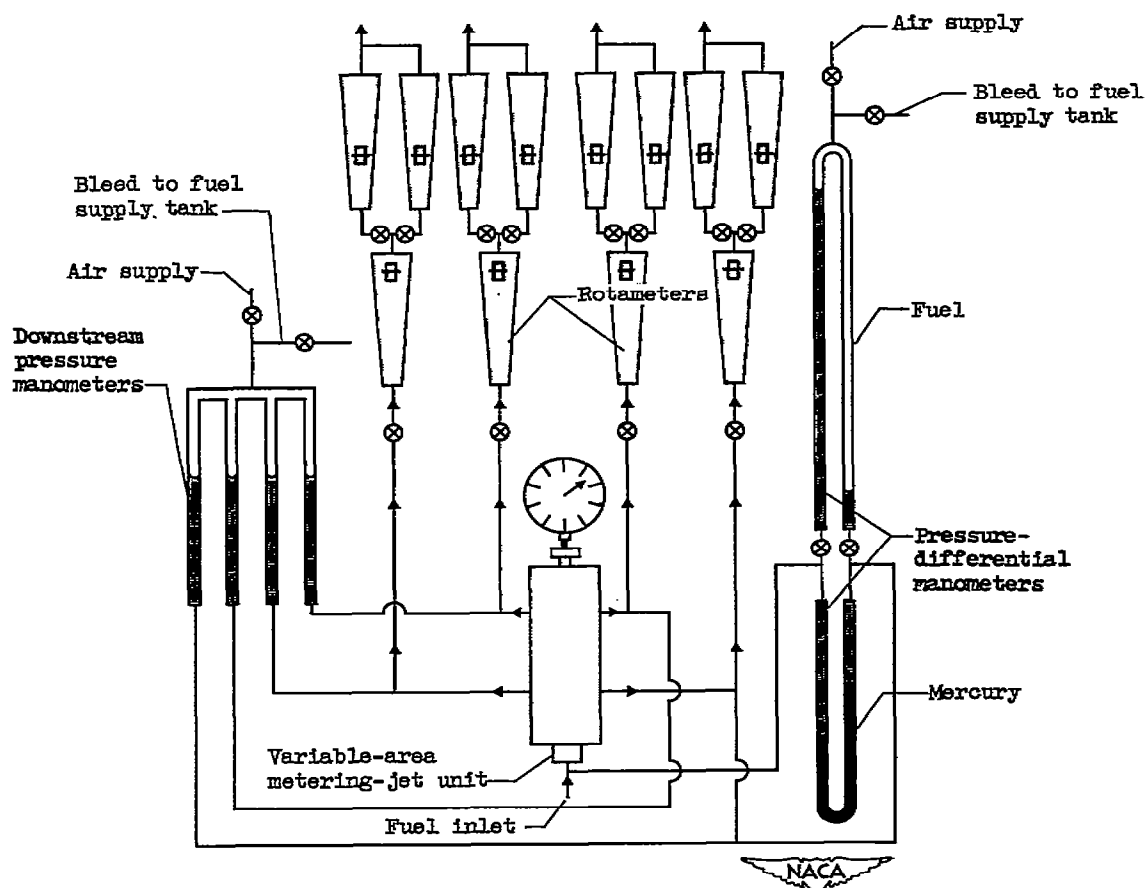 Air supply
Bleed to fuel
supply tank
Bleed to fuel
supply tank
Air supply
Rotameters
Fuel
Downstream
pressure
manometers
Pressure-
differential
manometers
Mercury
Variable-area
metering-jet unit
Fuel inlet
NACA